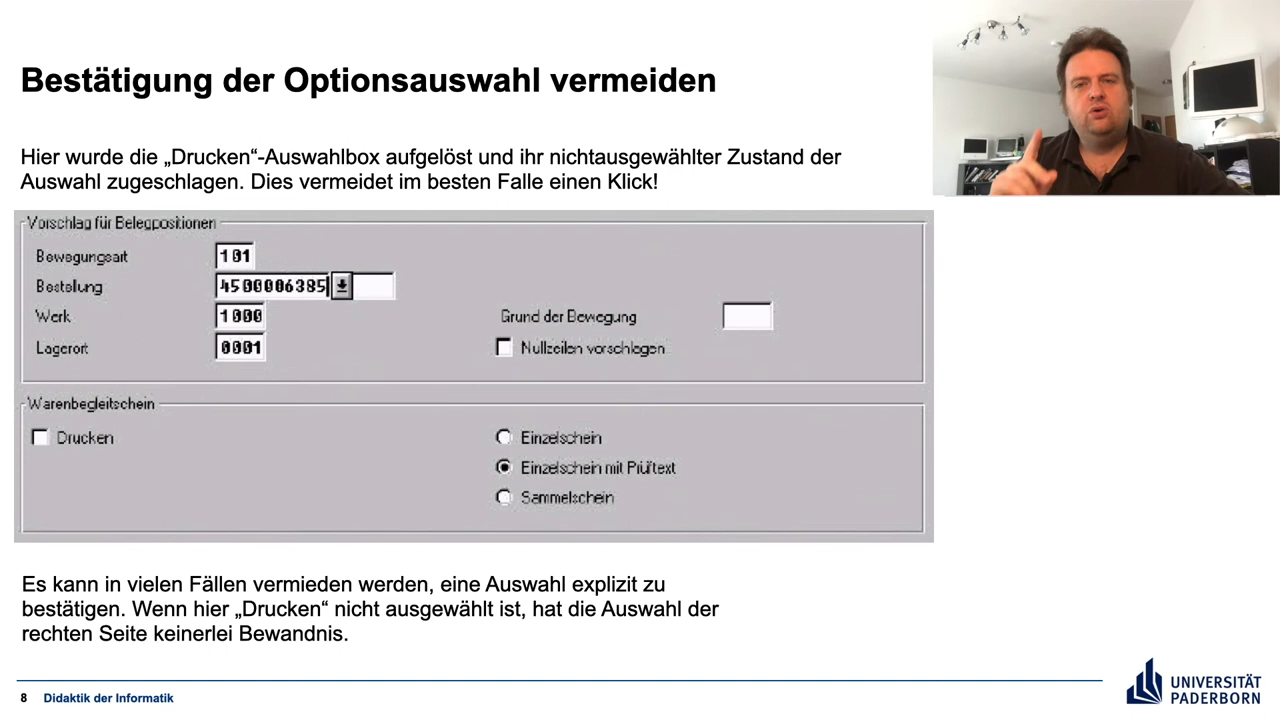 Bestätigung der Optionsauswahl vermeiden
Hier wurde die „Drucken“-Auswahlbox aufgelöst und ihr nichtausgewählter Zustand der
Auswahl zugeschlagen. Dies vermeidet im besten Falle einen Klick!
Vorschlag für Belegpositionen
Bewegungsart 101
Bestellung 4500006385
Werk 1000 Grund der Bewegung
Lagerort 0001 Nullzeilen vorschlagen
Warenbegleitschein
Drucken Einzelschein
Einzelschein mit Prüftext
Sammelschein
Es kann in vielen Fällen vermieden werden, eine Auswahl explizit zu
bestätigen. Wenn hier „Drucken“ nicht ausgewählt ist, hat die Auswahl der
rechten Seite keinerlei Bewandnis.
8 Didaktik der Informatik
UNIVERSITÄT
PADERBORN